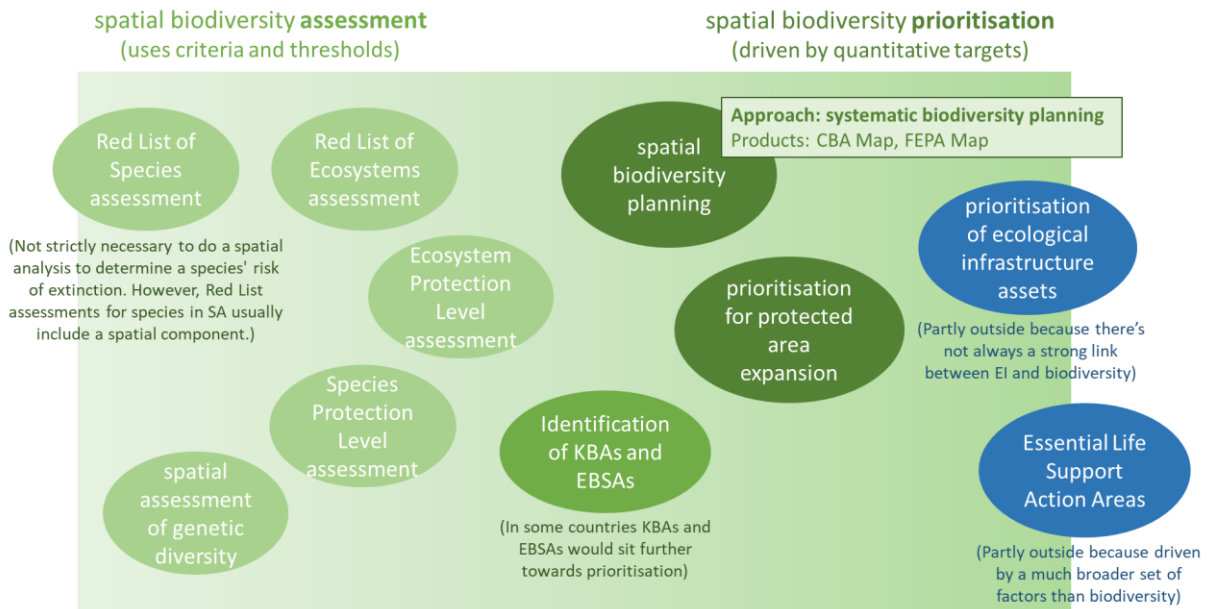 spatial biodiversity assessment
(uses criteria and thresholds)
spatial biodiversity prioritisation
(driven by quantitative targets)
Red List of
Species
assessment
(Not strictly necessary to do a spatial
analysis to determine a species' risk
of extinction. However, Red List
assessments for species in SA usually
include a spatial component.)
Red List of
Ecosystems
assessment
Ecosystem
Protection
Level
assessment
Species
Protection
Level
assessment
spatial
assessment
of genetic
diversity
Identification
of KBAs and
EBSAs
(In some countries KBAs and
EBSAs would sit further
towards prioritisation)
spatial
biodiversity
planning
Approach: systematic biodiversity planning
Products: CBA Map, FEPA Map
prioritisation
for protected
area
expansion
prioritisation
of ecological
infrastructure
assets
(Partly outside because there’s
not always a strong link
between EI and biodiversity)
Essential Life
Support
Action Areas
(Partly outside because driven
by a much broader set of
factors than biodiversity)